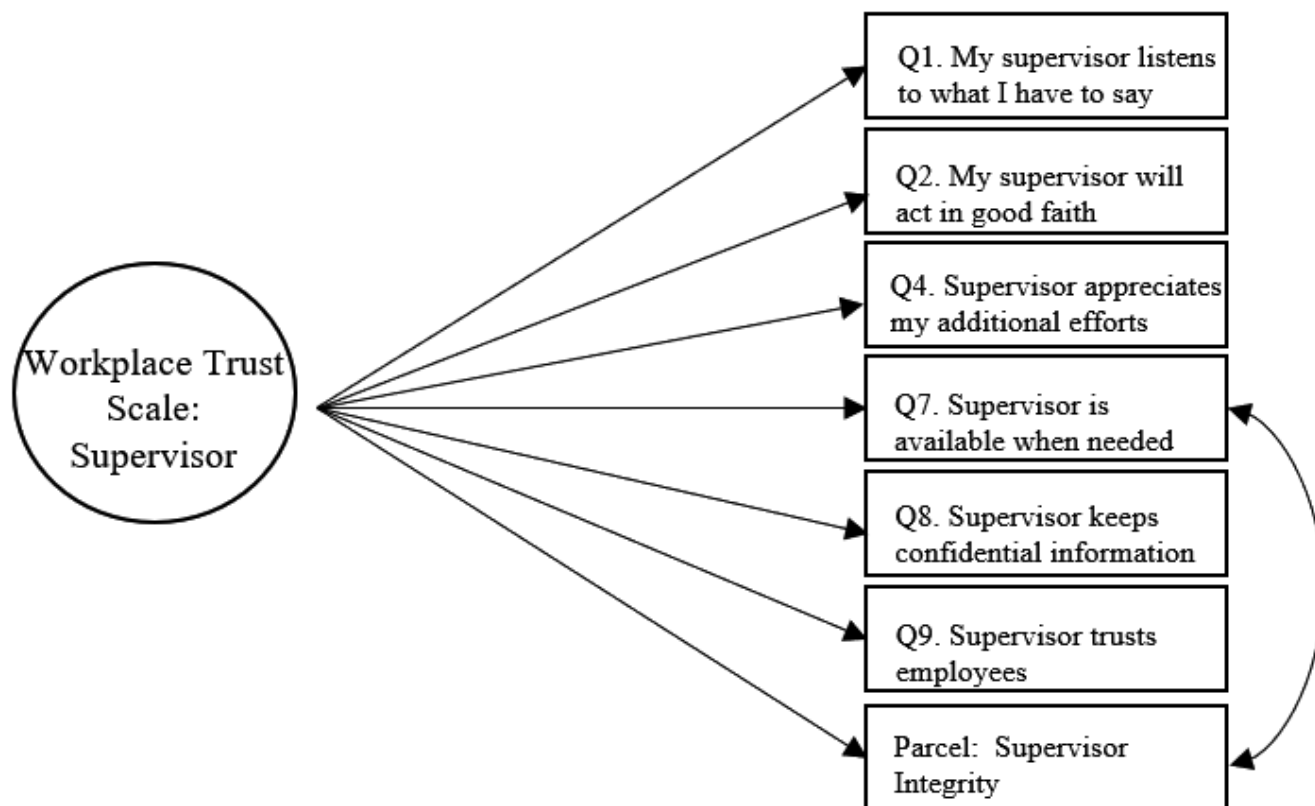 Workplace Trust
Scale:
Supervisor
Q1. My supervisor listens
to what I have to say
Q2. My supervisor will
act in good faith
Q4. Supervisor appreciates
my additional efforts
Q7. Supervisor is
available when needed
Q8. Supervisor keeps
confidential information
Q9. Supervisor trusts
employees
Parcel:  Supervisor
Integrity